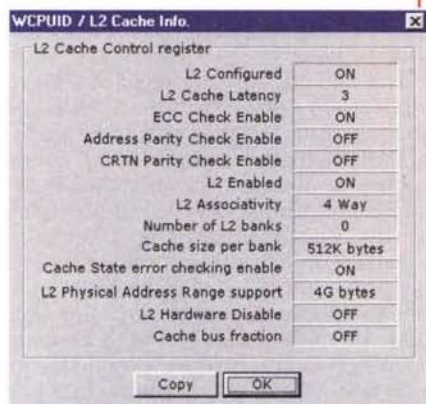 WCPUID / L2 Cache Info.
L2 Cache Control register
L2 Configured ON
L2 Cache Latency 3
ECC Check Enable ON
Address Parity Check Enable OFF
CRTN Parity Check Enable OFF
L2 Enabled ON
L2 Associativity 4 Way
Number of L2 banks 0
Cache size per bank 512K bytes
Cache State error checking enable ON
L2 Physical Address Range support 4G bytes
L2 Hardware Disable OFF
Cache bus fraction OFF
Copy OK